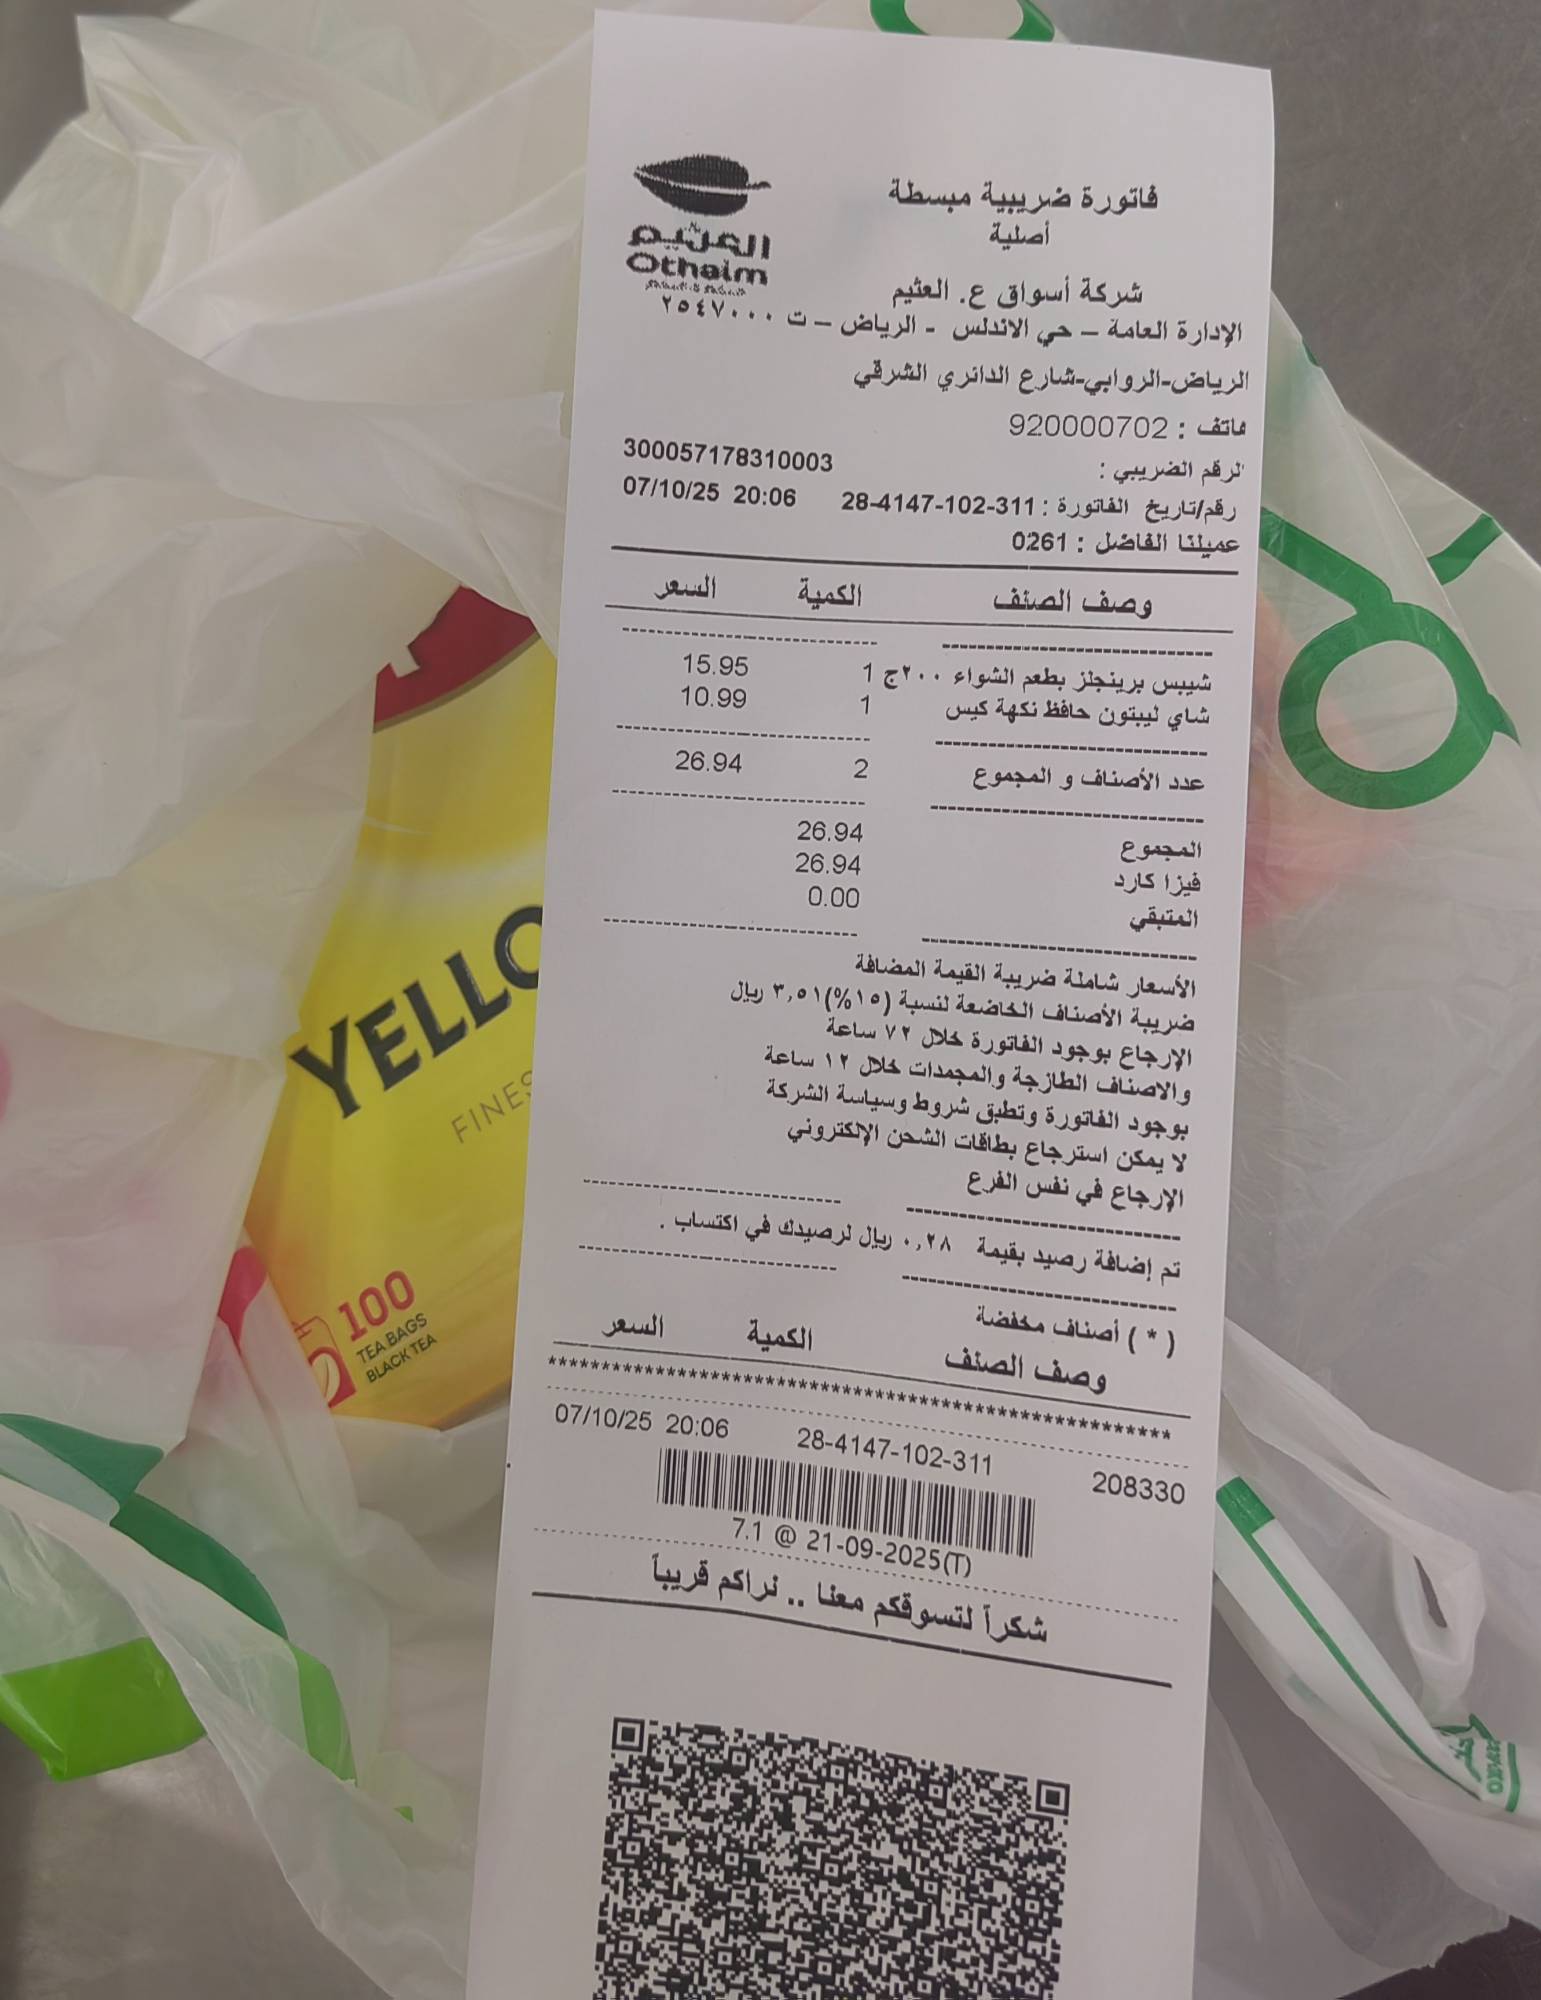 العثيم
Othaim
فاتورة ضريبية مبسطة
أصلية
شركة أسواق ع. العثيم
الإدارة العامة – حي الاندلس - الرياض – ت ٢٥٤٧٠٠٠
الرياض-الروابي-شارع الدائري الشرقي
هاتف : 920000702
الرقم الضريبي : 300057178310003
رقم/تاريخ الفاتورة : 28-4147-102-311 07/10/25 20:06
عميلنا الفاضل : 0261
وصف الصنف الكمية السعر
شيبس برينجلز بطعم الشواء ٢٠٠ج 1 15.95
شاي ليبتون حافظ نكهة كيس 1 10.99
عدد الأصناف و المجموع 2 26.94
المجموع 26.94
فيزا كارد 26.94
المتبقي 0.00
الأسعار شاملة ضريبة القيمة المضافة
ضريبة الأصناف الخاضعة لنسبة (١٥%)٣,٥١ ريال
الإرجاع بوجود الفاتورة خلال ٧٢ ساعة
والاصناف الطازجة والمجمدات خلال ١٢ ساعة
بوجود الفاتورة وتطبق شروط وسياسة الشركة
لا يمكن استرجاع بطاقات الشحن الإلكتروني
الإرجاع في نفس الفرع
تم إضافة رصيد بقيمة ٠,٢٨ ريال لرصيدك في اكتساب .
( * ) أصناف مخفضة
وصف الصنف الكمية السعر
************************************************
07/10/25 20:06 28-4147-102-311 208330
7.1 @ 21-09-2025(T)
شكراً لتسوقكم معنا .. نراكم قريباً
YELLO
FINES
100
TEA BAGS
BLACK TEA